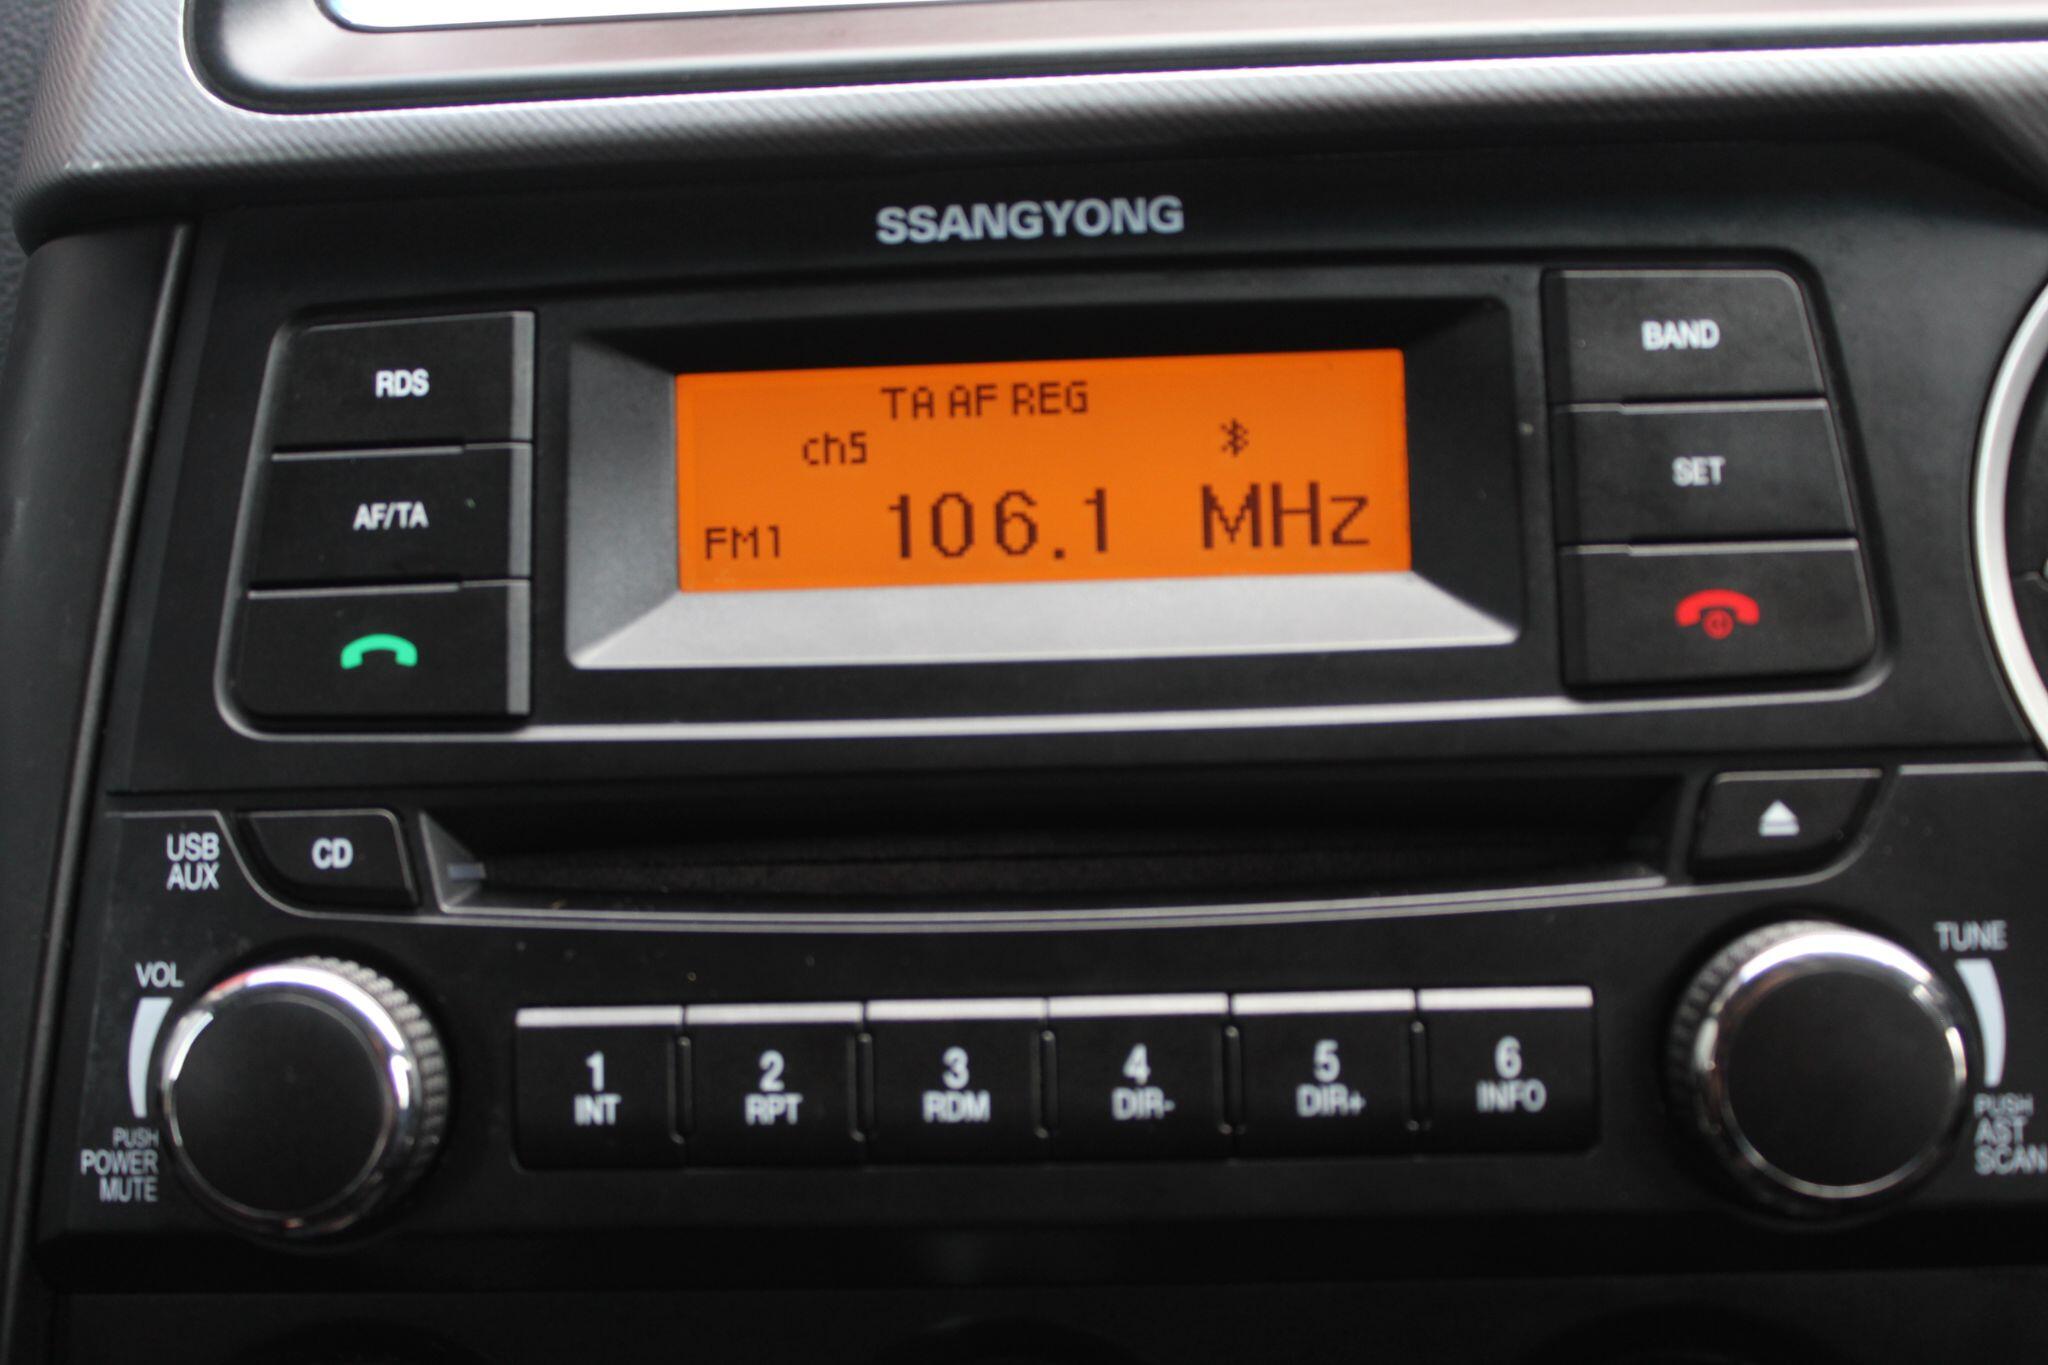 SSANGYONG
RDS
AF/TA
TA AF REG
ch5
FM1 106.1 MHz
BAND
SET
USB
AUX
CD
VOL
PUSH
POWER
MUTE
1
INT
2
RPT
3
RDM
4
DIR-
5
DIR+
6
INFO
TUNE
PUSH
AST
SCAN